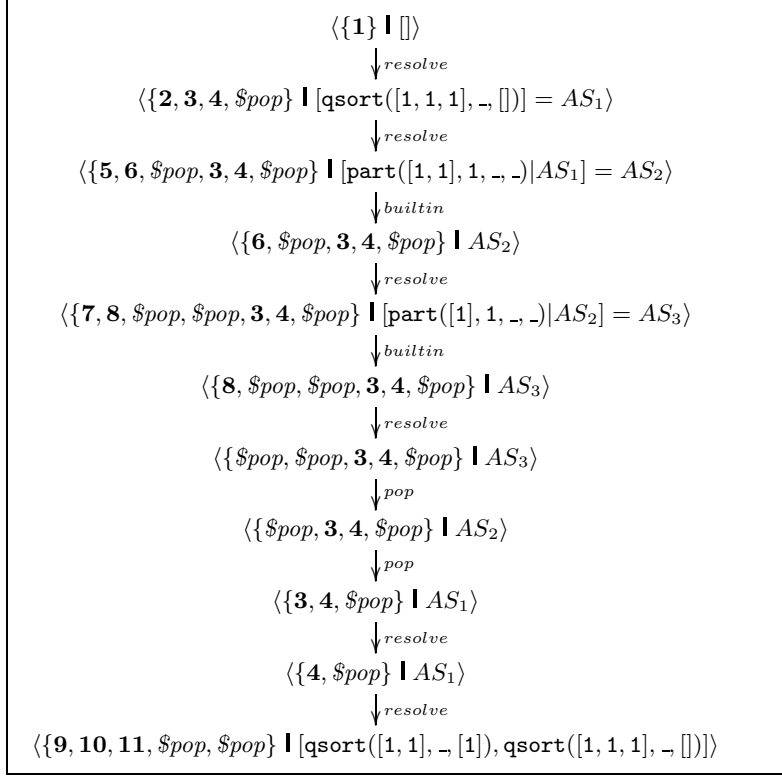 ⟨{1} ❙ []⟩
resolve
⟨{2, 3, 4, $pop} ❙ [qsort([1, 1, 1], _, [])] = AS₁⟩
resolve
⟨{5, 6, $pop, 3, 4, $pop} ❙ [part([1, 1], 1, _, _)|AS₁] = AS₂⟩
builtin
⟨{6, $pop, 3, 4, $pop} ❙ AS₂⟩
resolve
⟨{7, 8, $pop, $pop, 3, 4, $pop} ❙ [part([1], 1, _, _)|AS₂] = AS₃⟩
builtin
⟨{8, $pop, $pop, 3, 4, $pop} ❙ AS₃⟩
resolve
⟨{$pop, $pop, 3, 4, $pop} ❙ AS₃⟩
pop
⟨{$pop, 3, 4, $pop} ❙ AS₂⟩
pop
⟨{3, 4, $pop} ❙ AS₁⟩
resolve
⟨{4, $pop} ❙ AS₁⟩
resolve
⟨{9, 10, 11, $pop, $pop} ❙ [qsort([1, 1], _, [1]), qsort([1, 1, 1], _, [])]⟩